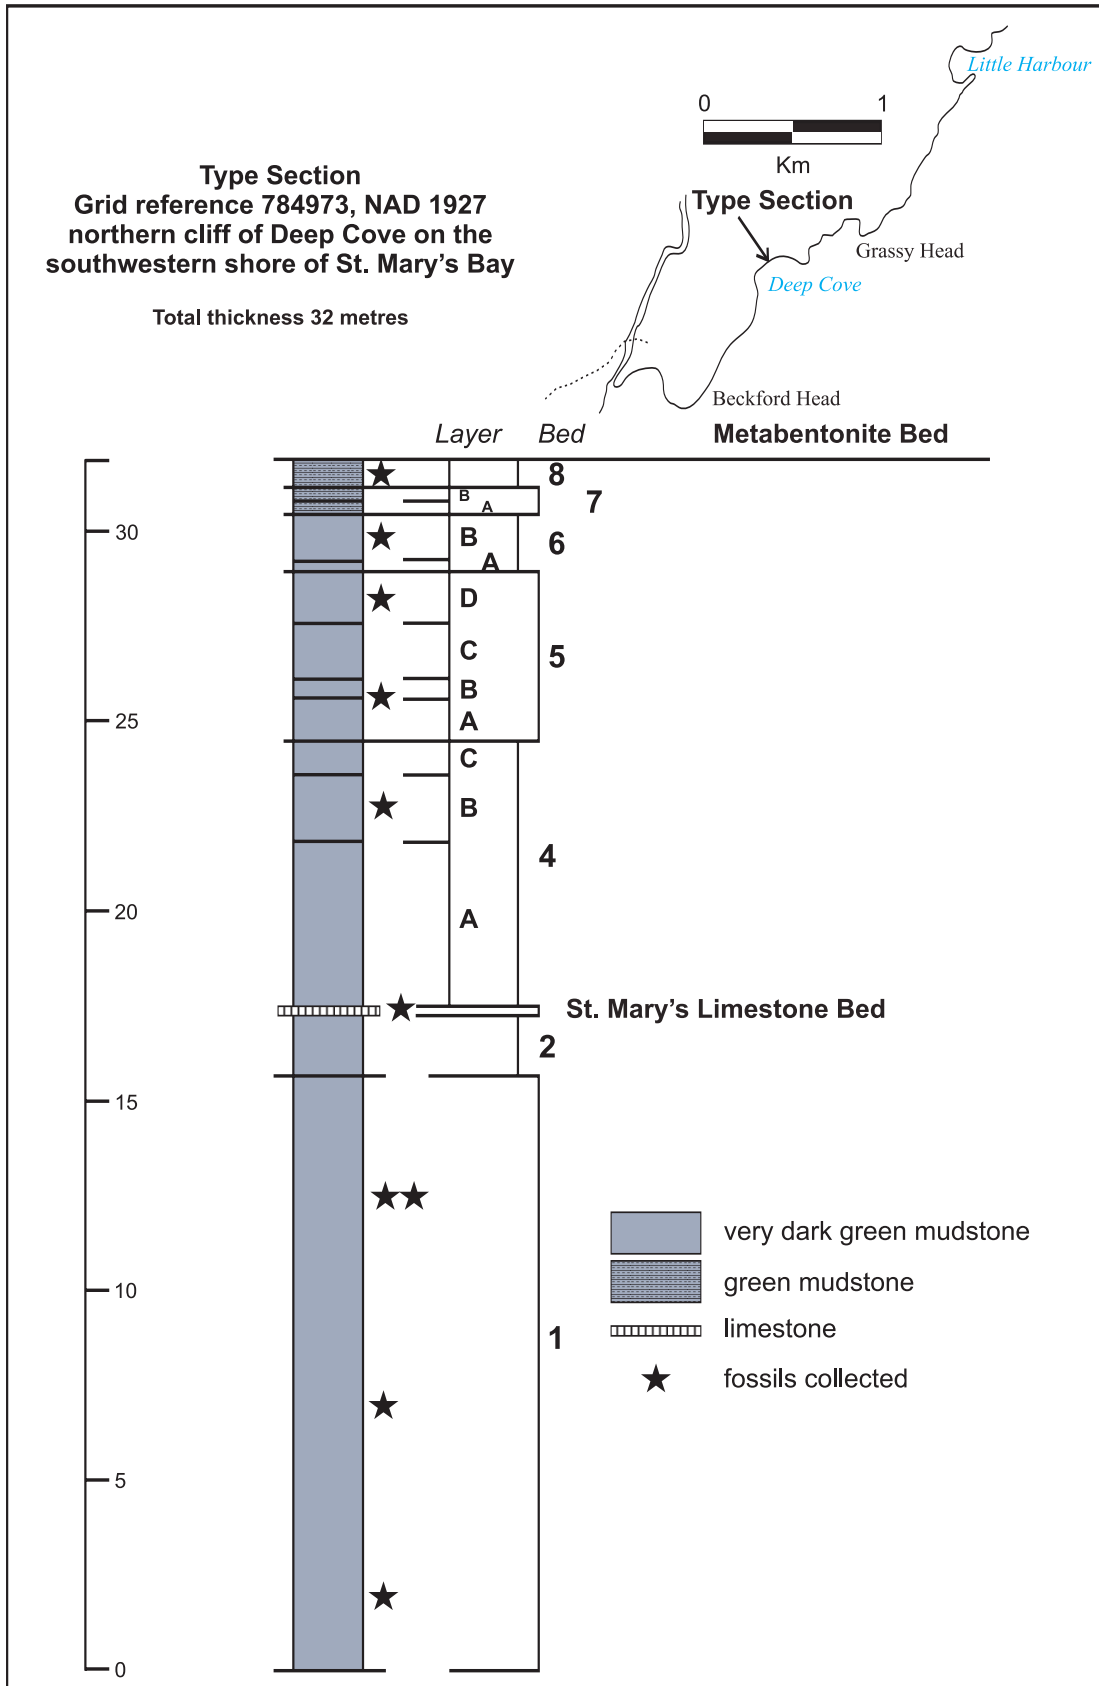 Little Harbour
0 1
Km
Type Section
Grassy Head
Deep Cove
Beckford Head
Type Section
Grid reference 784973, NAD 1927
northern cliff of Deep Cove on the
southwestern shore of St. Mary's Bay
Total thickness 32 metres
Layer Bed Metabentonite Bed
8
B
A
7
30
B
A
6
D
C
B
A
5
25
C
B
A
4
20
St. Mary's Limestone Bed
2
15
very dark green mudstone
green mudstone
limestone
fossils collected
10
1
5
0